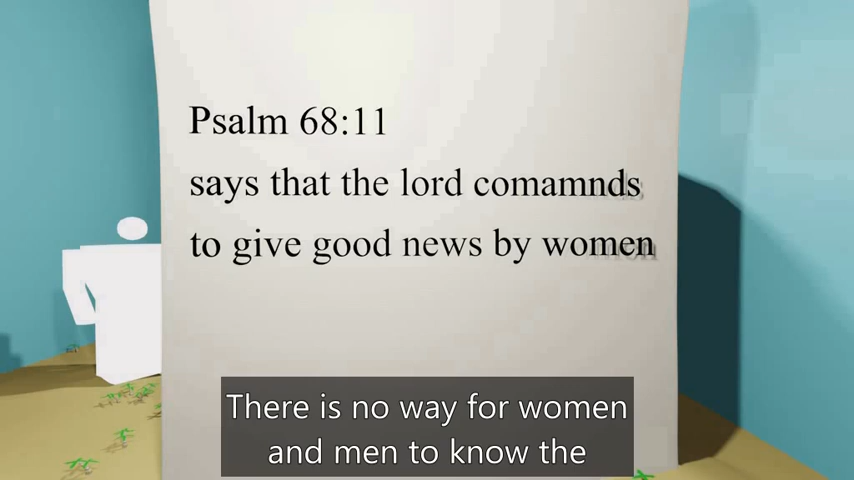 Psalm 68:11
says that the lord comamnds
to give good news by women
There is no way for women
and men to know the